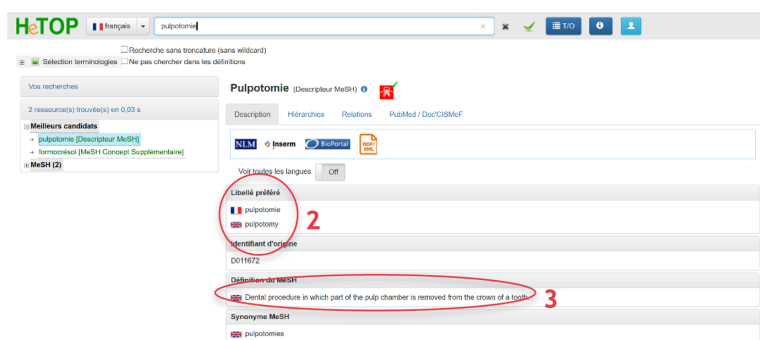 HeTOP français pulpotomie × T/O
Recherche sans troncature (sans wildcard)
Sélection terminologies Ne pas chercher dans les définitions
Vos recherches
2 ressource(s) trouvée(s) en 0,03 s
Meilleurs candidats
pulpotomie [Descripteur MeSH]
formocrésol [MeSH Concept Supplémentaire]
MeSH (2)
Pulpotomie (Descripteur MeSH)
Description Hiérarchies Relations PubMed / Doc'CISMeF
NLM Inserm BioPortal RDF/XML
Voir toutes les langues Off
Libellé préféré
pulpotomie
pulpotomy
2
Identifiant d'origine
D011672
Définition du MeSH
Dental procedure in which part of the pulp chamber is removed from the crown of a tooth.
3
Synonyme MeSH
pulpotomies